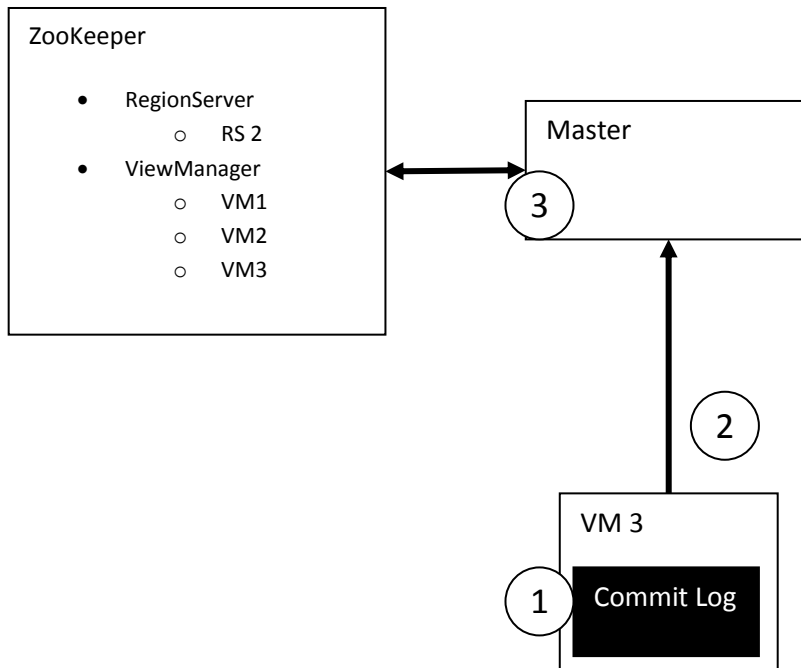 ZooKeeper
• RegionServer
o RS 2
• ViewManager
o VM1
o VM2
o VM3
Master
3
2
VM 3
1
Commit Log